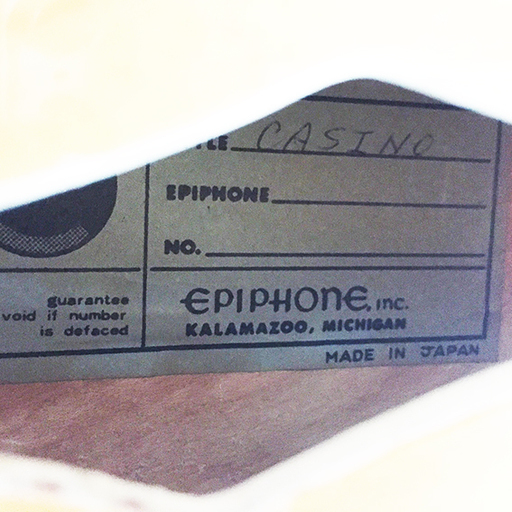 CASINO
EPIPHONE
NO.
guarantee
void if number
is defaced
EPIPHONE, INC.
KALAMAZOO, MICHIGAN
MADE IN JAPAN